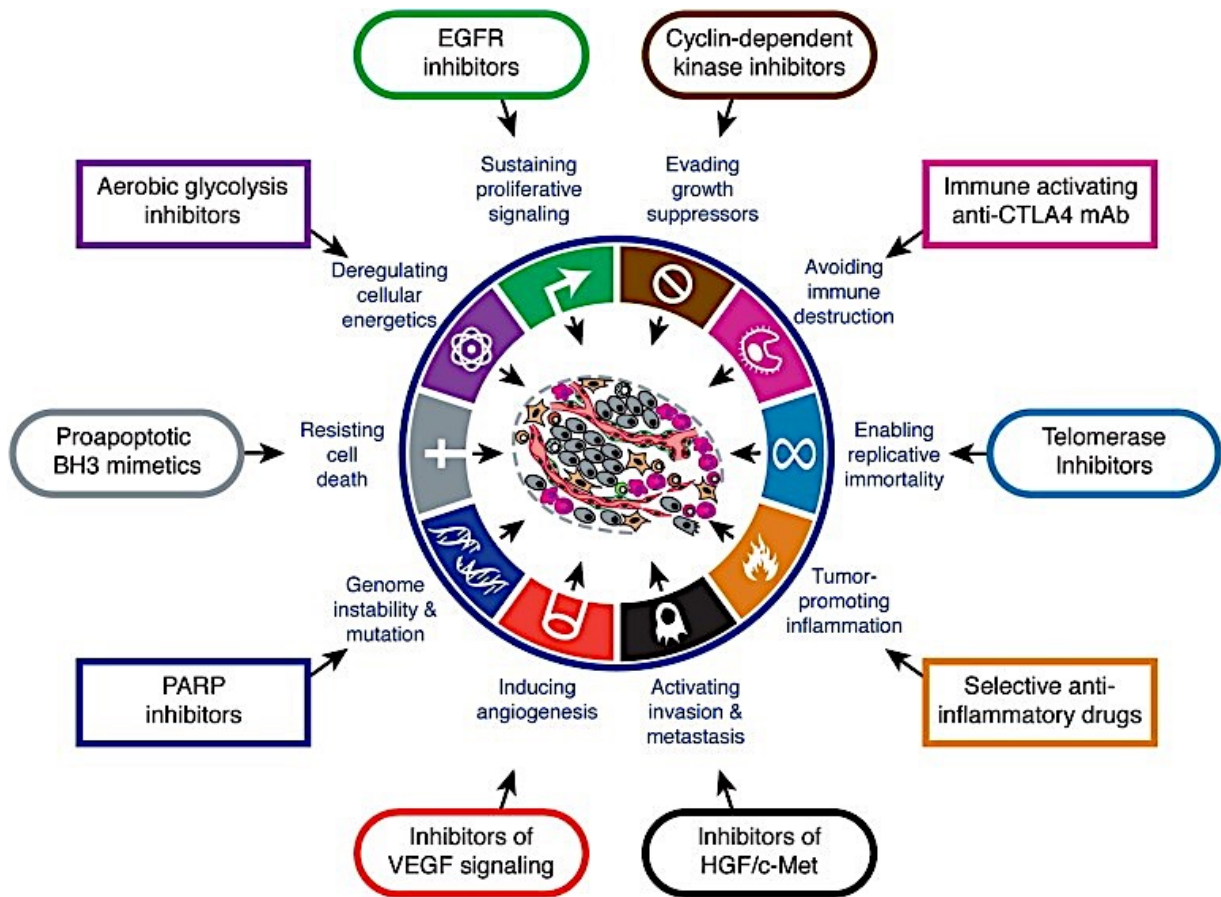 EGFR
inhibitors
Cyclin-dependent
kinase inhibitors
Sustaining
proliferative
signaling
Evading
growth
suppressors
Aerobic glycolysis
inhibitors
Immune activating
anti-CTLA4 mAb
Deregulating
cellular
energetics
Avoiding
immune
destruction
Proapoptotic
BH3 mimetics
Resisting
cell
death
Enabling
replicative
immortality
Telomerase
Inhibitors
Genome
instability &
mutation
Tumor-
promoting
inflammation
PARP
inhibitors
Inducing
angiogenesis
Activating
invasion &
metastasis
Selective anti-
inflammatory drugs
Inhibitors of
VEGF signaling
Inhibitors of
HGF/c-Met